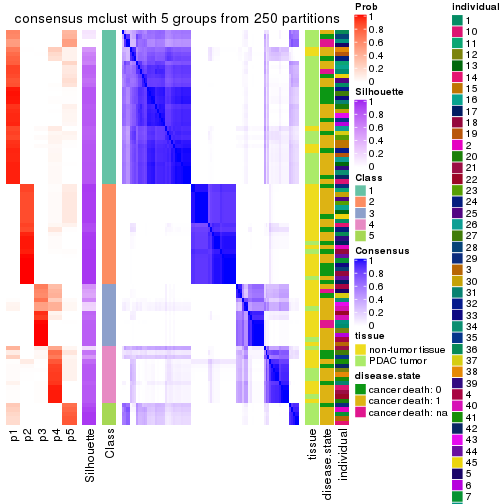 consensus mclust with 5 groups from 250 partitions
p1
p2
p3
p4
p5
Silhouette
Class
tissue
disease.state
individual
Prob
1
0.8
0.6
0.4
0.2
0
Silhouette
1
0.8
0.6
0.4
0.2
0
Class
1
2
3
4
5
Consensus
1
0.8
0.6
0.4
0.2
0
tissue
non-tumor tissue
PDAC tumor
disease.state
cancer death: 0
cancer death: 1
cancer death: na
individual
1
10
11
12
13
14
15
16
17
18
19
2
20
21
22
23
24
25
26
27
28
29
3
30
31
32
33
34
35
36
37
38
39
4
40
41
42
43
44
45
5
6
7